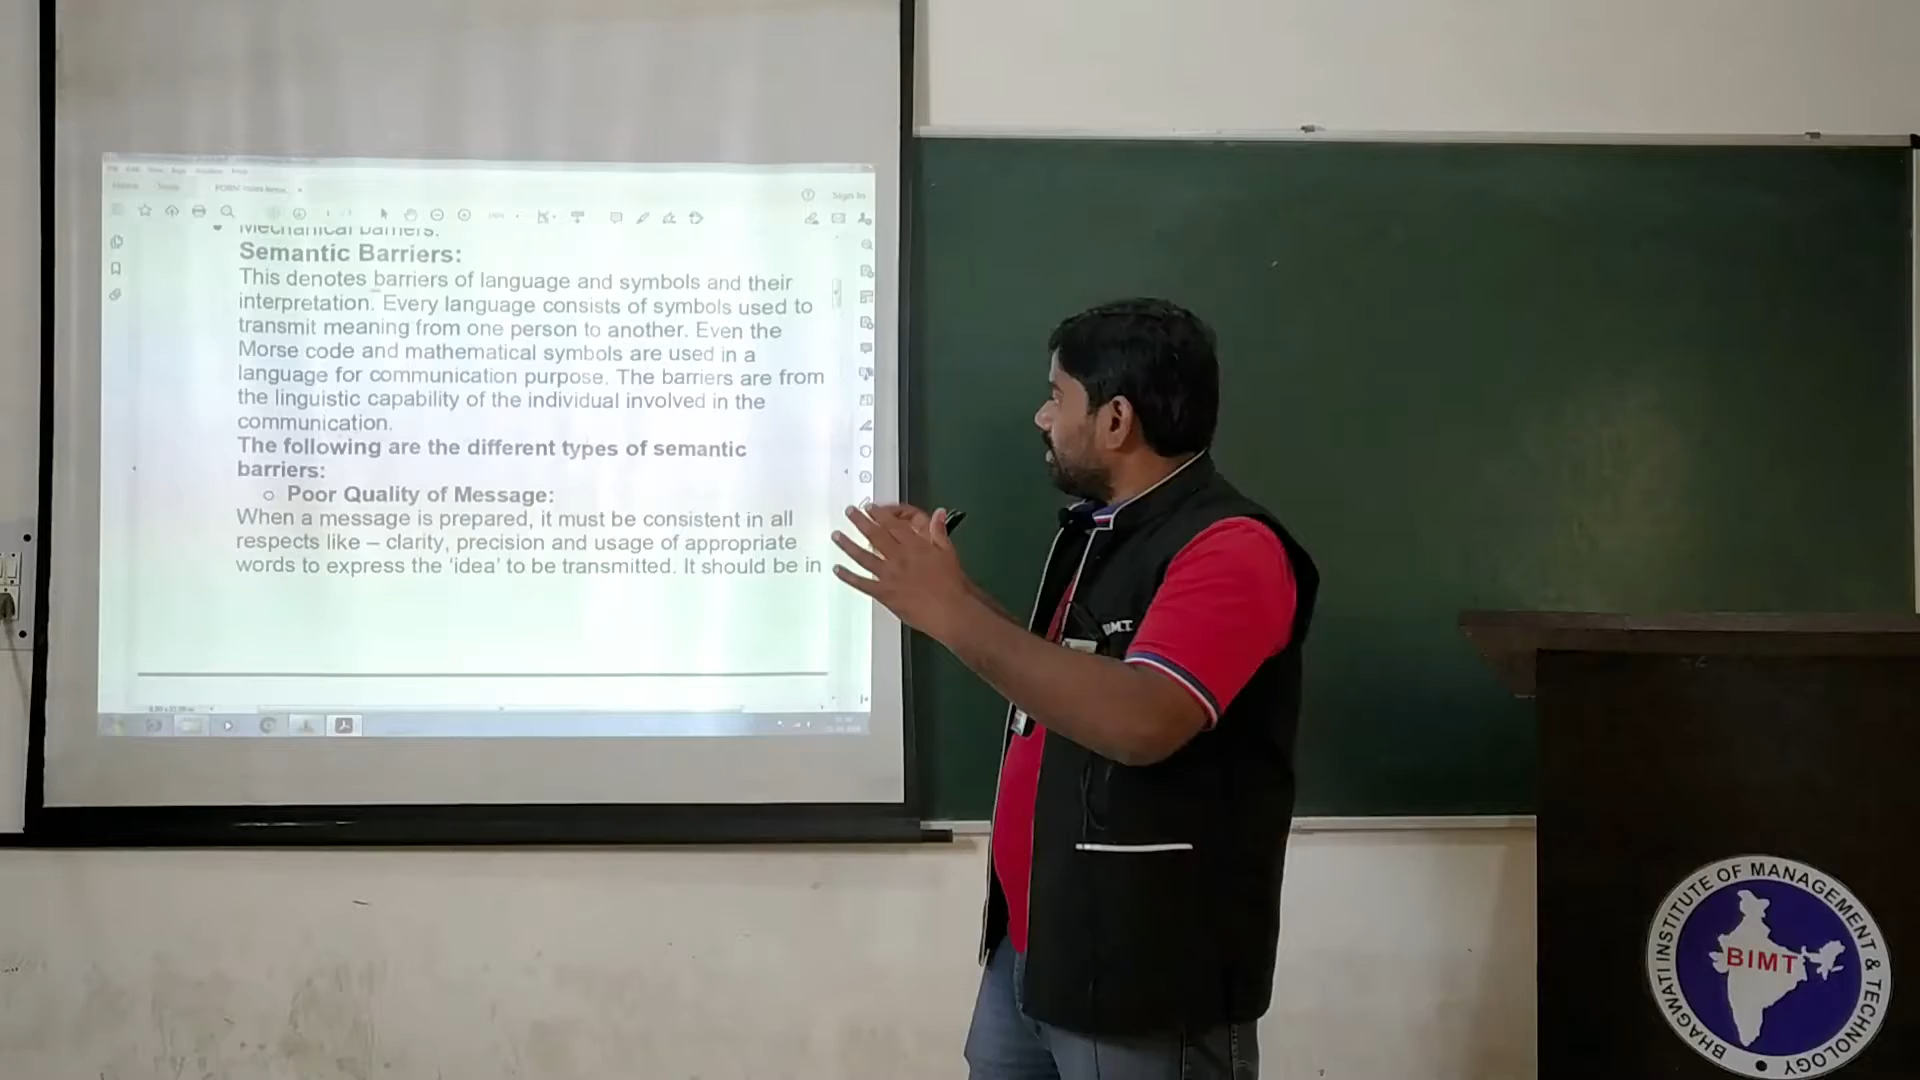 Sign In
Mechanical barriers.
Semantic Barriers:
This denotes barriers of language and symbols and their
interpretation. Every language consists of symbols used to
transmit meaning from one person to another. Even the
Morse code and mathematical symbols are used in a
language for communication purpose. The barriers are from
the linguistic capability of the individual involved in the
communication.
The following are the different types of semantic
barriers:
o Poor Quality of Message:
When a message is prepared, it must be consistent in all
respects like – clarity, precision and usage of appropriate
words to express the ‘idea’ to be transmitted. It should be in
BHAGWATI INSTITUTE OF MANAGEMENT & TECHNOLOGY
BIMT